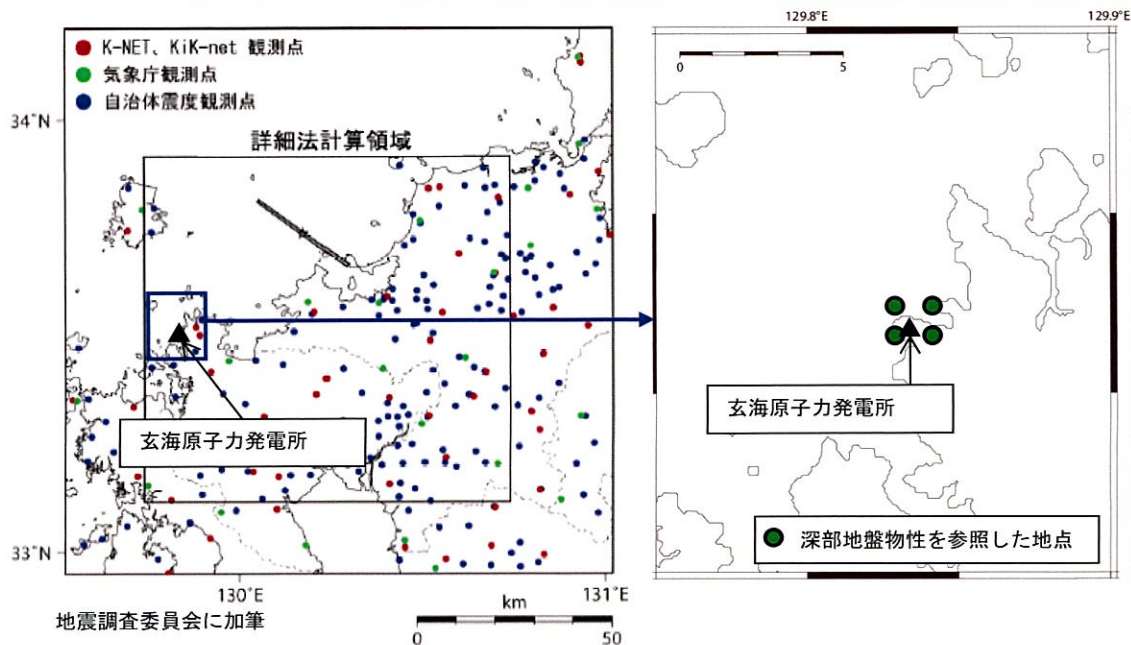 K-NET、KiK-net 観測点
気象庁観測点
自治体震度観測点
34°N
詳細法計算領域
玄海原子力発電所
33°N
130°E
131°E
地震調査委員会に加筆
km
0
50
129.8°E
129.9°E
0
5
玄海原子力発電所
深部地盤物性を参照した地点
129.8°E
129.9°E